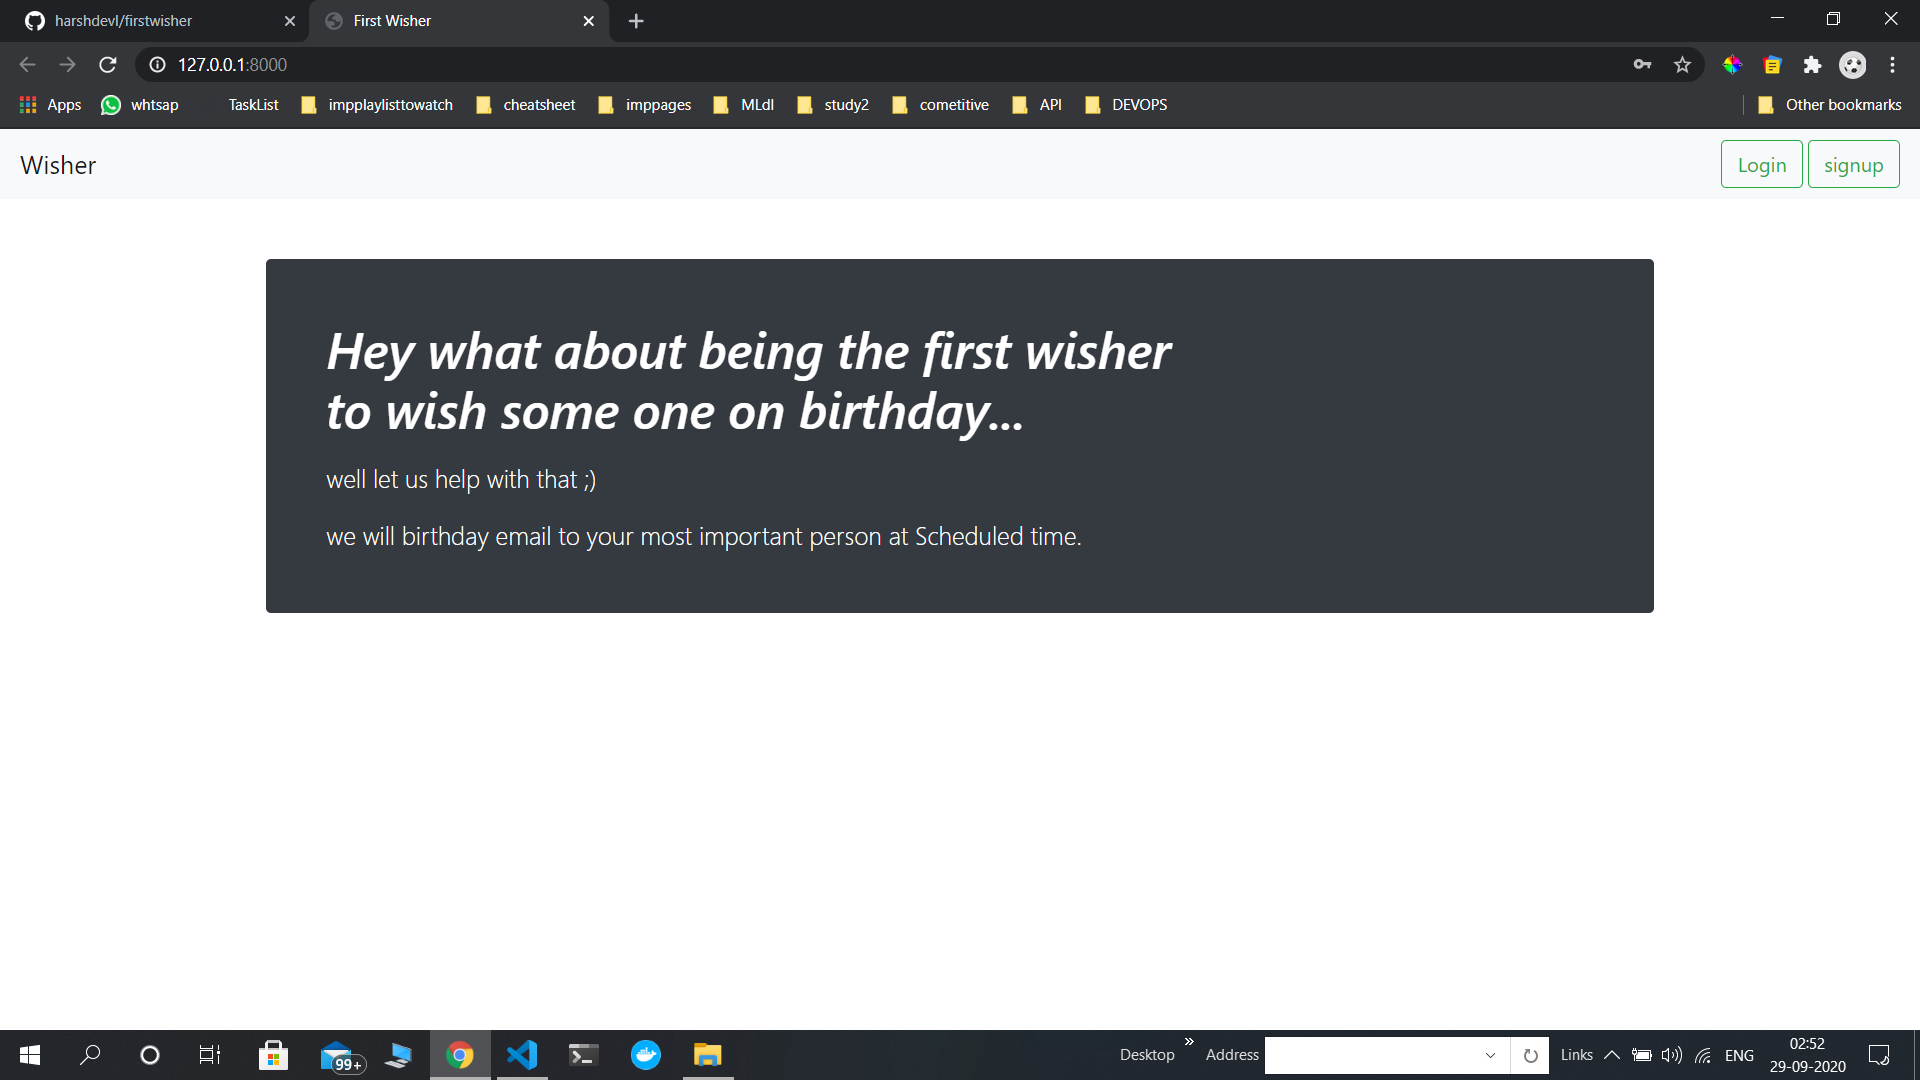 harshdevl/firstwisher
First Wisher
127.0.0.1:8000
Apps whtsap TaskList impplaylisttowatch cheatsheet imppages MLdl study2 cometitive API DEVOPS Other bookmarks
Wisher Login signup
Hey what about being the first wisher
to wish some one on birthday...
well let us help with that ;)
we will birthday email to your most important person at Scheduled time.
99+ Desktop » Address Links ENG
02:52
29-09-2020